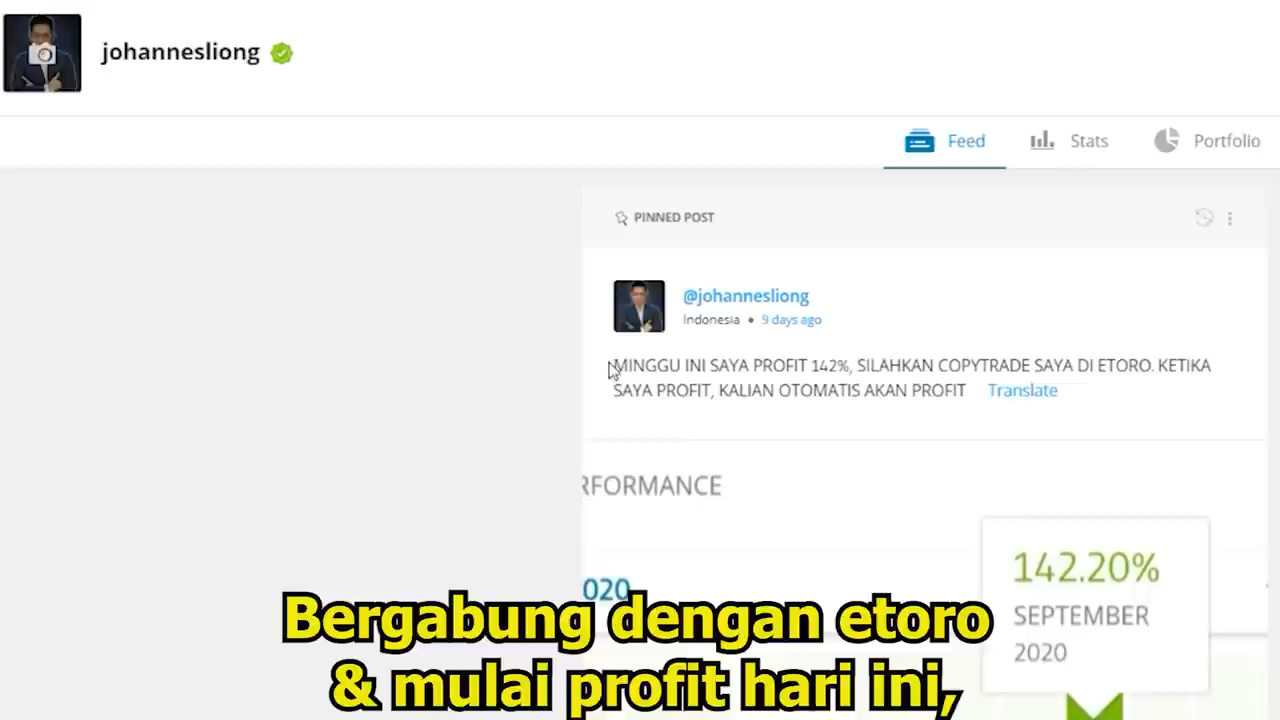 johannesliong
Feed
Stats
Portfolio
PINNED POST
@johannesliong
Indonesia • 9 days ago
MINGGU INI SAYA PROFIT 142%, SILAHKAN COPYTRADE SAYA DI ETORO. KETIKA
SAYA PROFIT, KALIAN OTOMATIS AKAN PROFIT Translate
RFORMANCE
020
142.20%
SEPTEMBER
2020
Bergabung dengan etoro
& mulai profit hari ini,